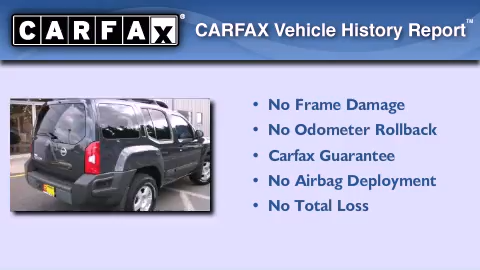 CARFAX®
CARFAX Vehicle History Report™
• No Frame Damage
• No Odometer Rollback
• Carfax Guarantee
• No Airbag Deployment
• No Total Loss